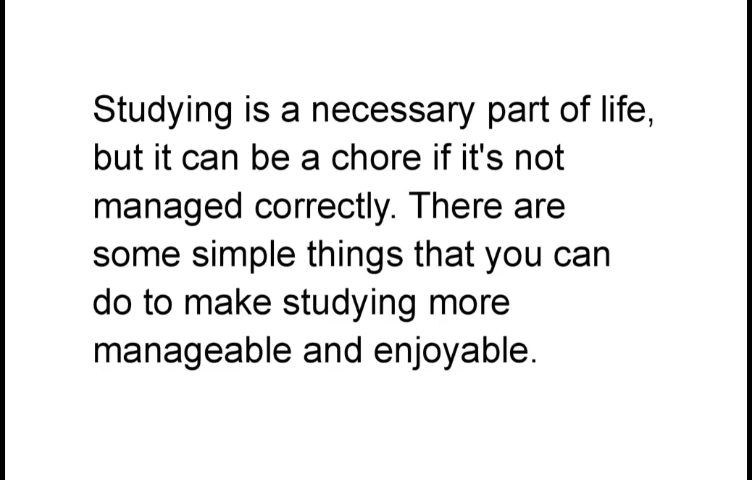 Studying is a necessary part of life,
but it can be a chore if it's not
managed correctly. There are
some simple things that you can
do to make studying more
manageable and enjoyable.